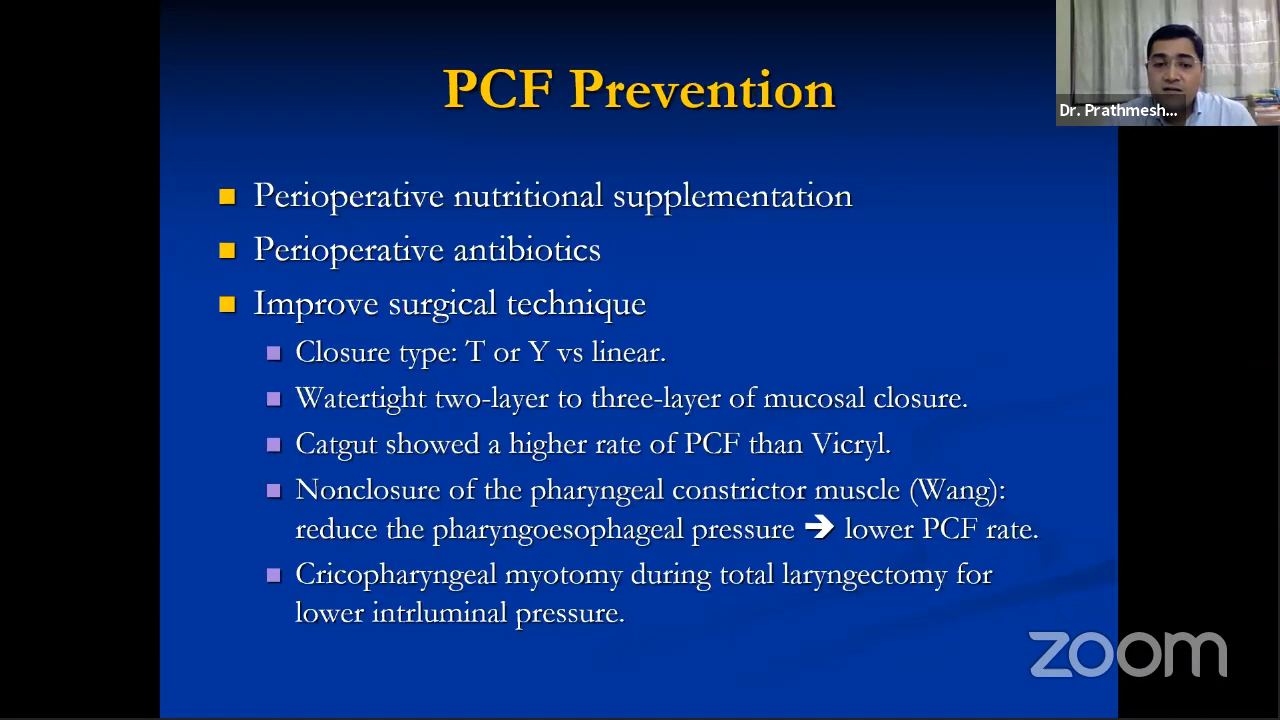 PCF Prevention
Dr. Prathmesh...
Perioperative nutritional supplementation
Perioperative antibiotics
Improve surgical technique
Closure type: T or Y vs linear.
Watertight two-layer to three-layer of mucosal closure.
Catgut showed a higher rate of PCF than Vicryl.
Nonclosure of the pharyngeal constrictor muscle (Wang):
reduce the pharyngoesophageal pressure ➔ lower PCF rate.
Cricopharyngeal myotomy during total laryngectomy for
lower intrluminal pressure.
zoom